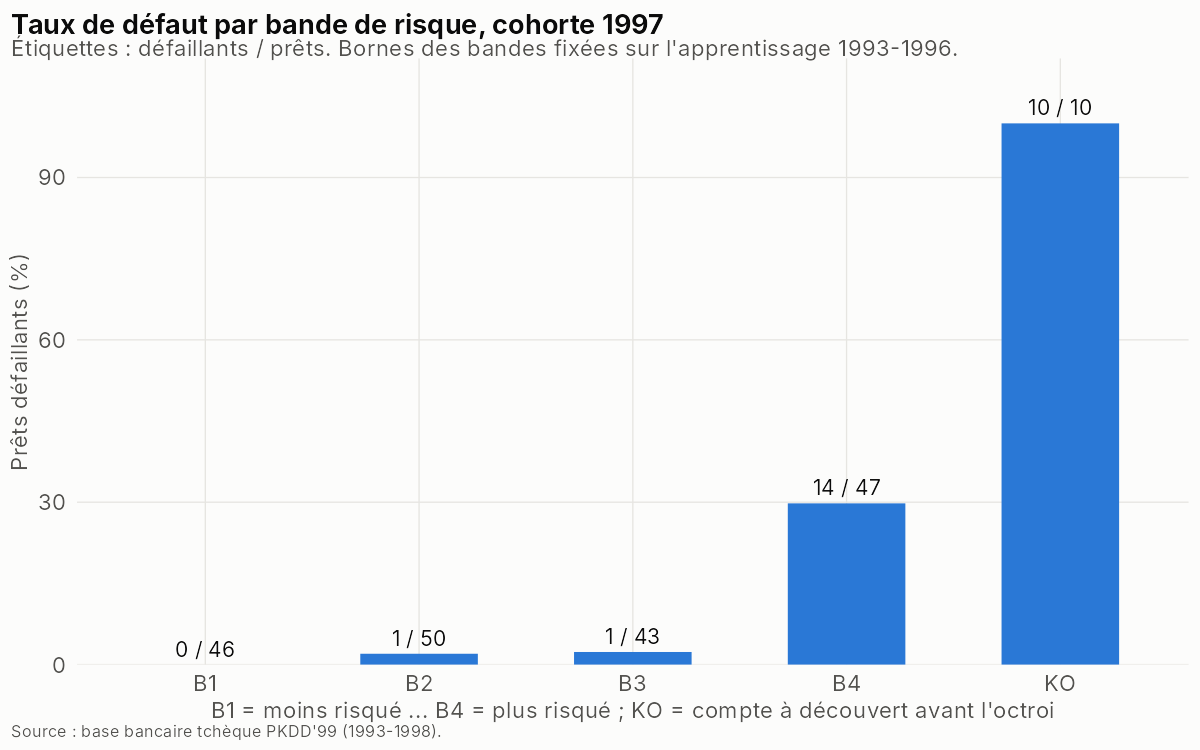 Taux de défaut par bande de risque, cohorte 1997
Étiquettes : défaillants / prêts. Bornes des bandes fixées sur l'apprentissage 1993-1996.
10 / 10
90
Prêts défaillants (%)
60
14 / 47
30
1 / 50
1 / 43
0 / 46
0
B1
B2
B3
B4
KO
B1 = moins risqué ... B4 = plus risqué ; KO = compte à découvert avant l'octroi
Source : base bancaire tchèque PKDD'99 (1993-1998).